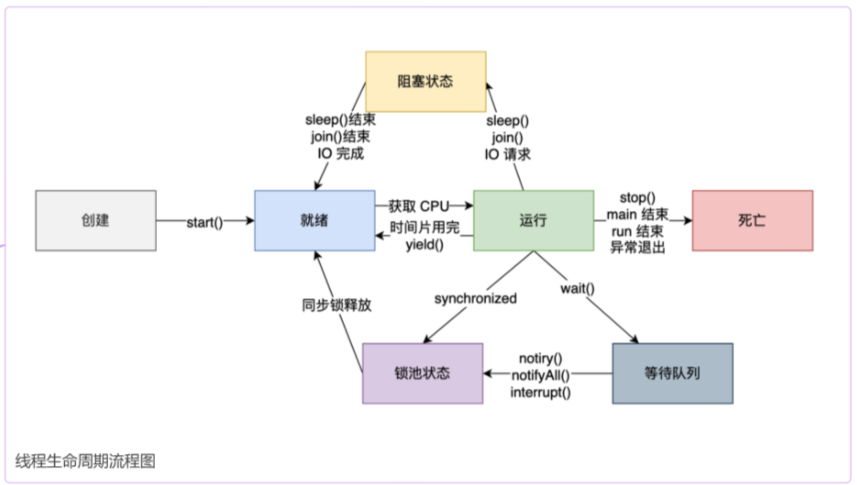 阻塞状态
sleep()结束
join()结束
IO 完成
sleep()
join()
IO 请求
创建
start()
就绪
获取 CPU
时间片用完
yield()
运行
stop()
main 结束
run 结束
异常退出
死亡
同步锁释放
synchronized
wait()
锁池状态
notiry()
notifyAll()
interrupt()
等待队列
线程生命周期流程图